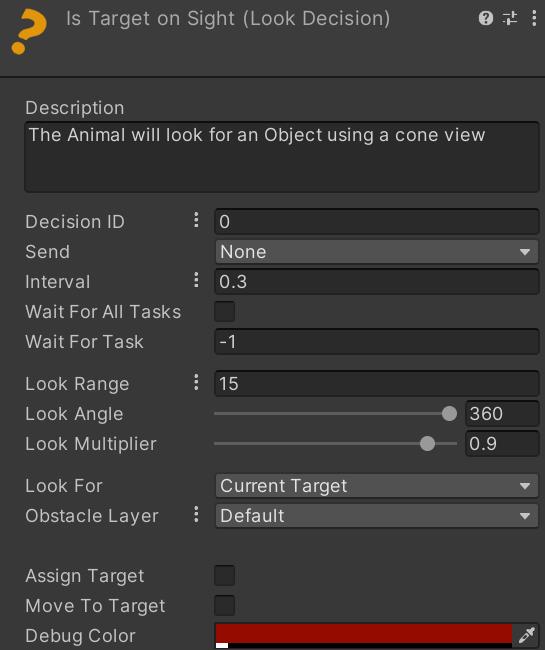 Is Target on Sight (Look Decision)
Description
The Animal will look for an Object using a cone view
Decision ID 0
Send None
Interval 0.3
Wait For All Tasks
Wait For Task -1
Look Range 15
Look Angle 360
Look Multiplier 0.9
Look For Current Target
Obstacle Layer Default
Assign Target
Move To Target
Debug Color